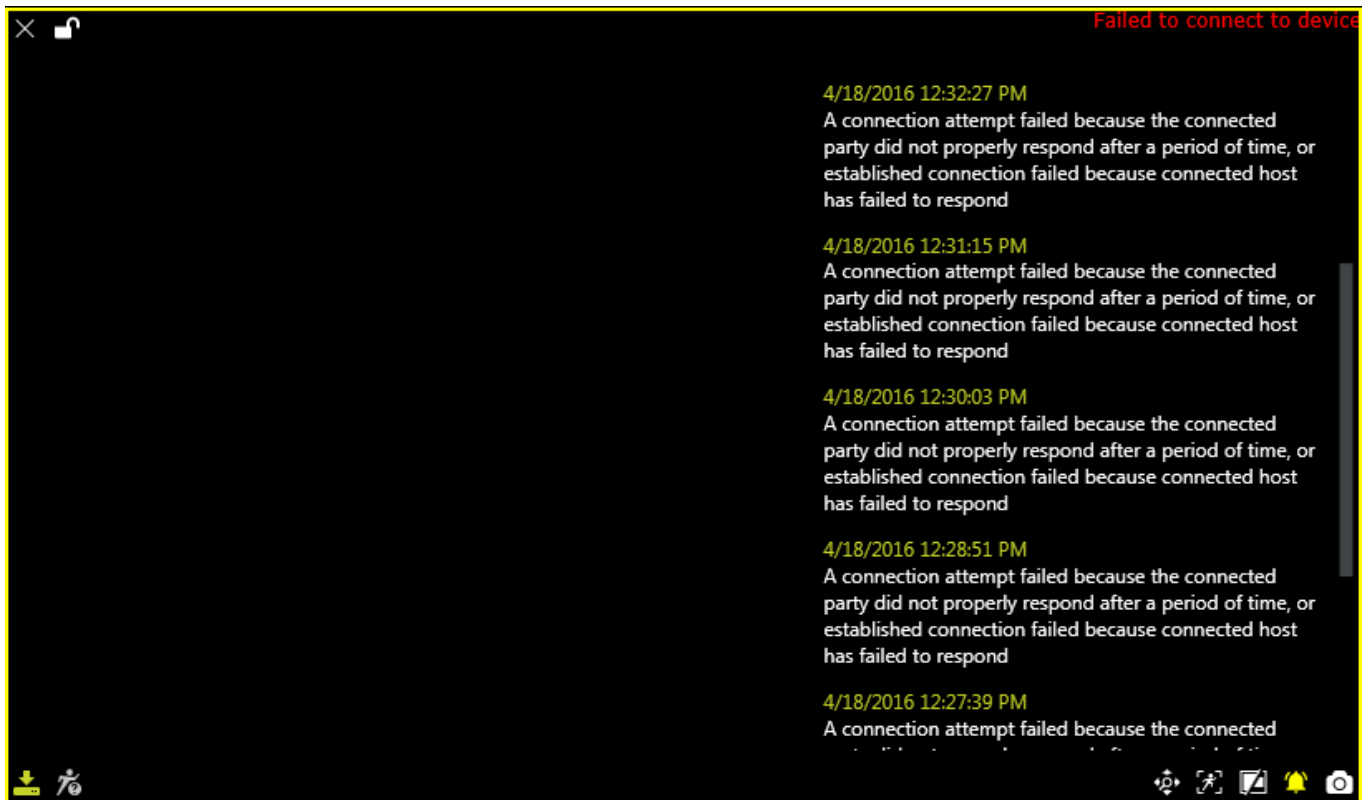 Failed to connect to device
4/18/2016 12:32:27 PM
A connection attempt failed because the connected
party did not properly respond after a period of time, or
established connection failed because connected host
has failed to respond
4/18/2016 12:31:15 PM
A connection attempt failed because the connected
party did not properly respond after a period of time, or
established connection failed because connected host
has failed to respond
4/18/2016 12:30:03 PM
A connection attempt failed because the connected
party did not properly respond after a period of time, or
established connection failed because connected host
has failed to respond
4/18/2016 12:28:51 PM
A connection attempt failed because the connected
party did not properly respond after a period of time, or
established connection failed because connected host
has failed to respond
4/18/2016 12:27:39 PM
A connection attempt failed because the connected